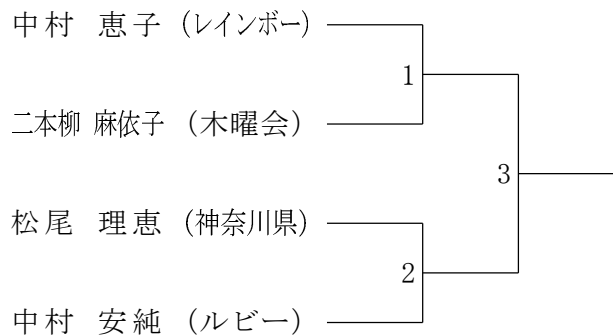 中村 恵子 (レインボー)
1
二本柳 麻依子 (木曜会)
3
松尾 理恵 (神奈川県)
2
中村 安純 (ルビー)